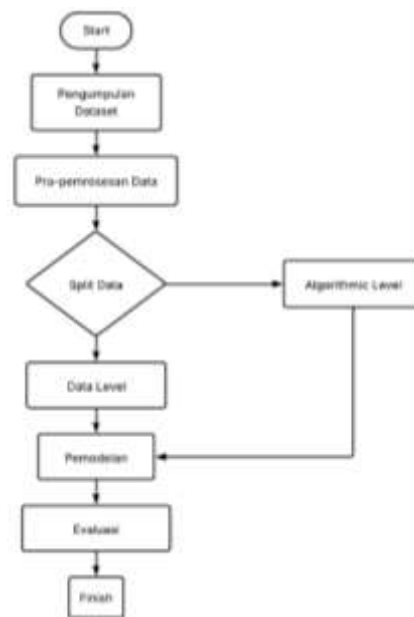 Start
Pengumpulan
Dataset
Pra-pemrosesan Data
Split Data
Algorithmic Level
Data Level
Pemodelan
Evaluasi
Finish